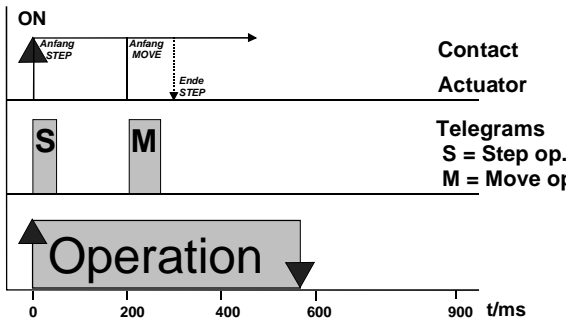 ON
Anfang
STEP
Anfang
MOVE
Ende
STEP
Contact
Actuator
S
M
Telegrams
S = Step op.
M = Move op
Operation
0 200 400 600 900 t/ms